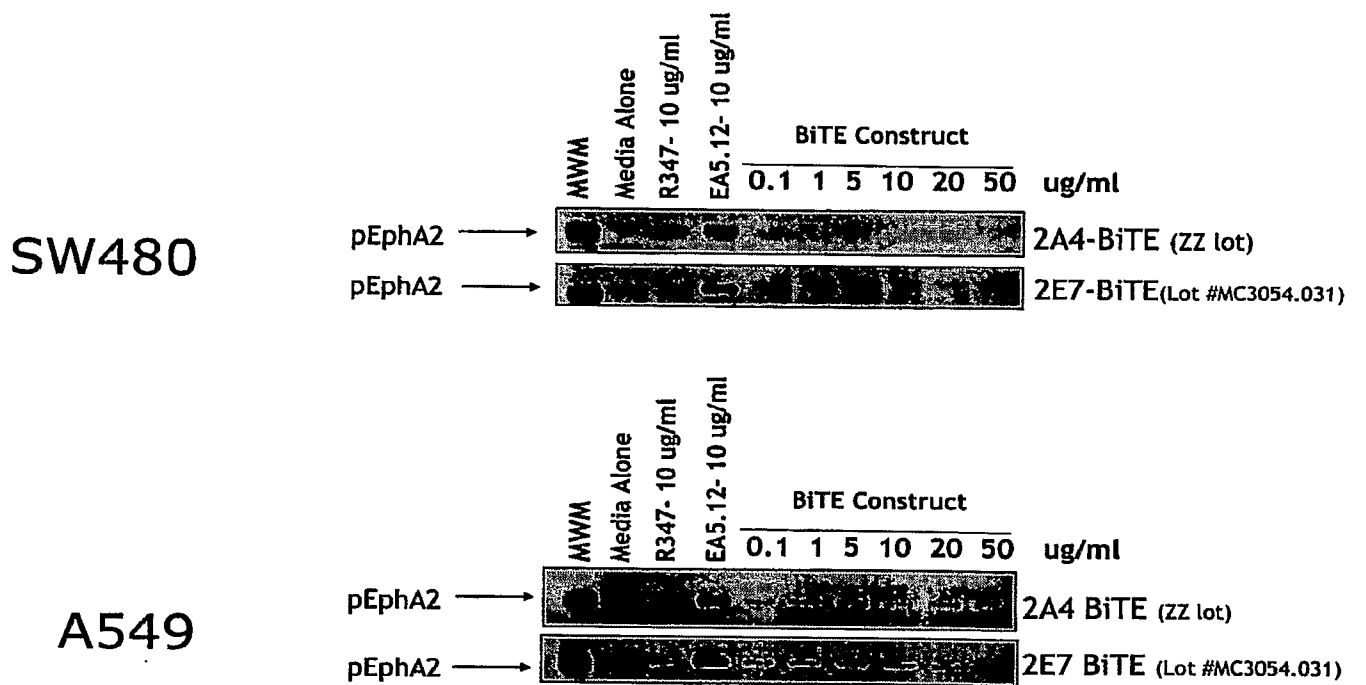 MWM
Media Alone
R347- 10 ug/ml
EA5.12- 10 ug/ml
BiTE Construct
0.1 1 5 10 20 50 ug/ml
SW480
pEphA2
2A4-BiTE (ZZ lot)
pEphA2
2E7-BiTE(Lot #MC3054.031)
MWM
Media Alone
R347- 10 ug/ml
EA5.12- 10 ug/ml
BiTE Construct
0.1 1 5 10 20 50 ug/ml
A549
pEphA2
2A4 BiTE (ZZ lot)
pEphA2
2E7 BiTE (Lot #MC3054.031)